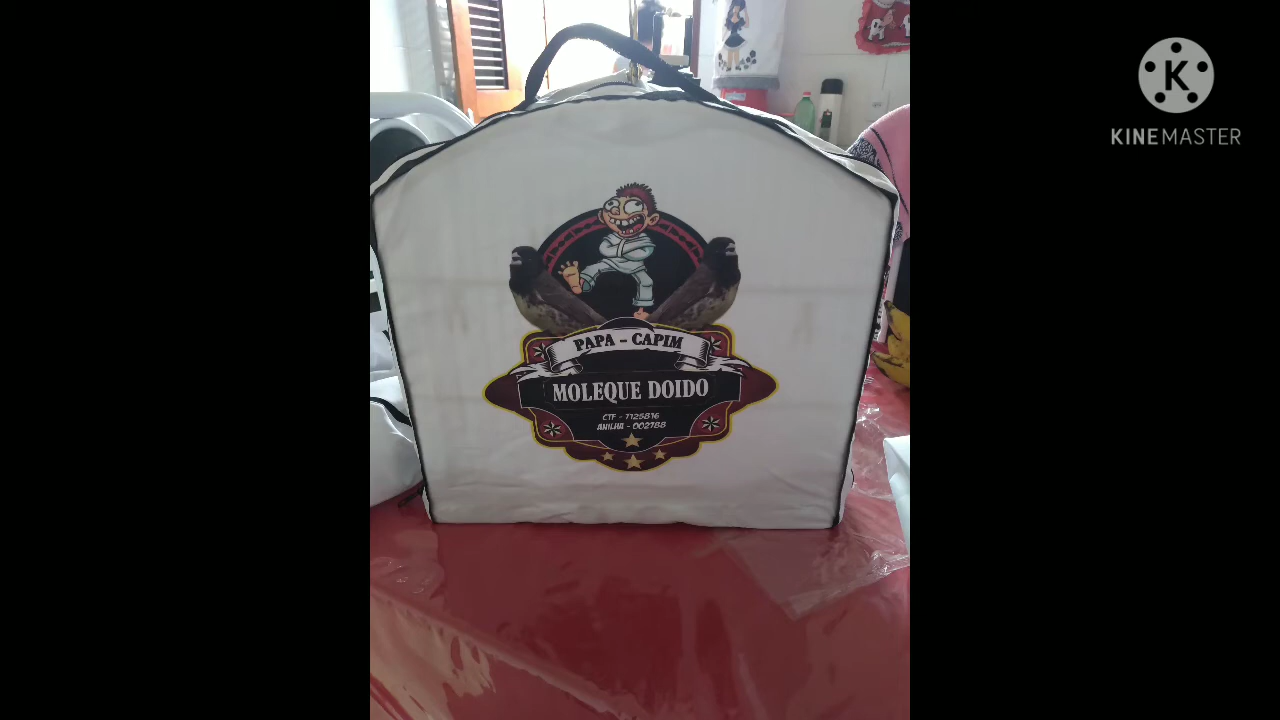 K
KINEMASTER
PAPA - CAPIM
MOLEQUE DOIDO
CTF - 7125816
ANILHA - 002788